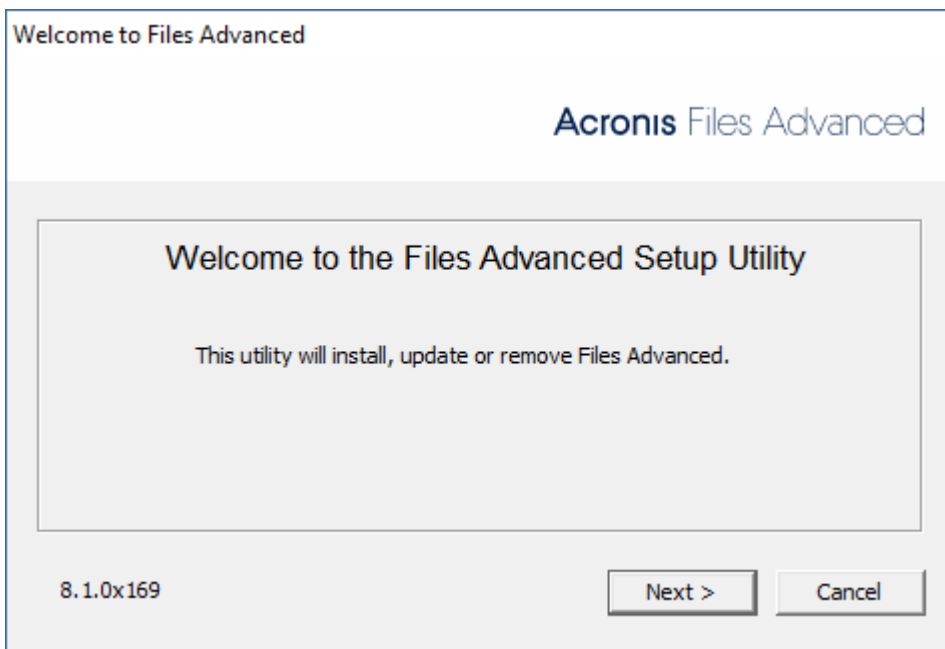 Welcome to Files Advanced
Acronis Files Advanced
Welcome to the Files Advanced Setup Utility
This utility will install, update or remove Files Advanced.
8.1.0x169
Next >
Cancel